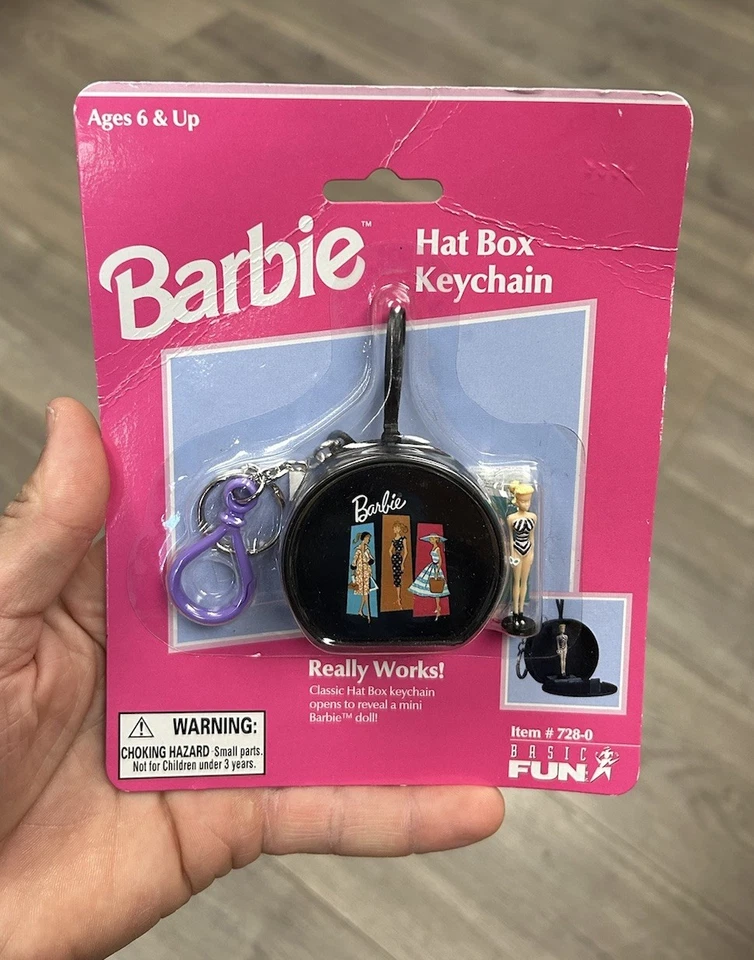 Ages 6 & Up
Barbie™
Hat Box
Keychain
Barbie
Really Works!
Classic Hat Box keychain
opens to reveal a mini
Barbie™ doll!
WARNING:
CHOKING HAZARD-Small parts.
Not for Children under 3 years.
Item # 728-0
BASIC
FUN